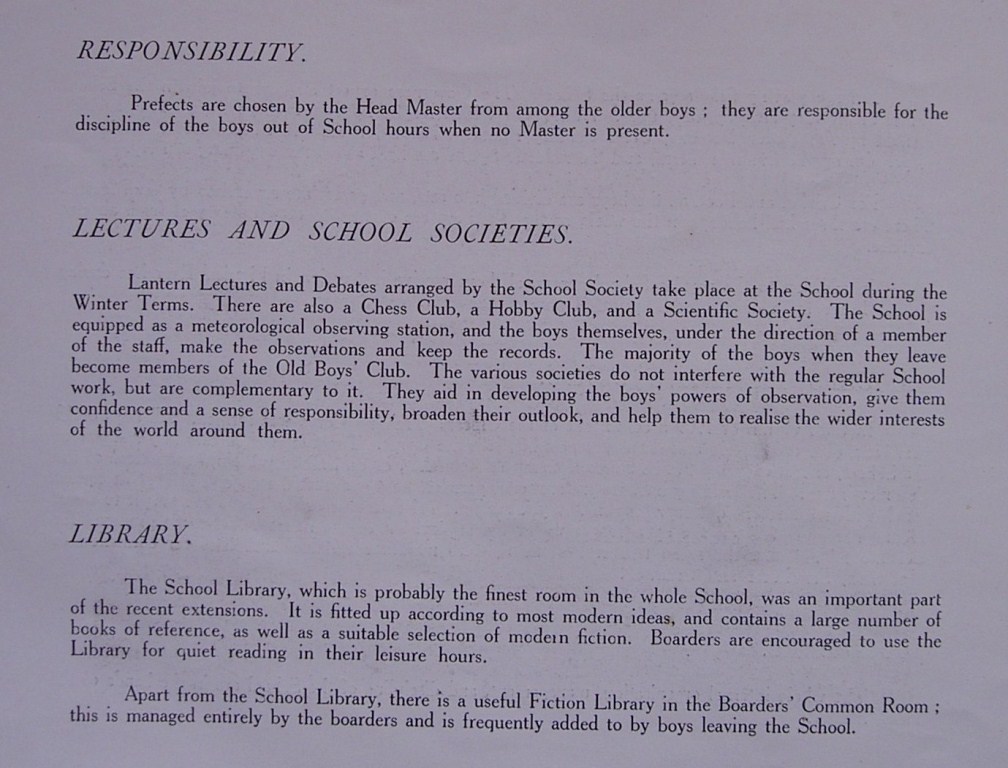 RESPONSIBILITY.
Prefects are chosen by the Head Master from among the older boys ; they are responsible for the
discipline of the boys out of School hours when no Master is present.
LECTURES AND SCHOOL SOCIETIES.
Lantern Lectures and Debates arranged by the School Society take place at the School during the
Winter Terms. There are also a Chess Club, a Hobby Club, and a Scientific Society. The School is
equipped as a meteorological observing station, and the boys themselves, under the direction of a member
of the staff, make the observations and keep the records. The majority of the boys when they leave
become members of the Old Boys' Club. The various societies do not interfere with the regular School
work, but are complementary to it. They aid in developing the boys' powers of observation, give them
confidence and a sense of responsibility, broaden their outlook, and help them to realise the wider interests
of the world around them.
LIBRARY.
The School Library, which is probably the finest room in the whole School, was an important part
of the recent extensions. It is fitted up according to most modern ideas, and contains a large number of
books of reference, as well as a suitable selection of modern fiction. Boarders are encouraged to use the
Library for quiet reading in their leisure hours.
Apart from the School Library, there is a useful Fiction Library in the Boarders' Common Room ;
this is managed entirely by the boarders and is frequently added to by boys leaving the School.